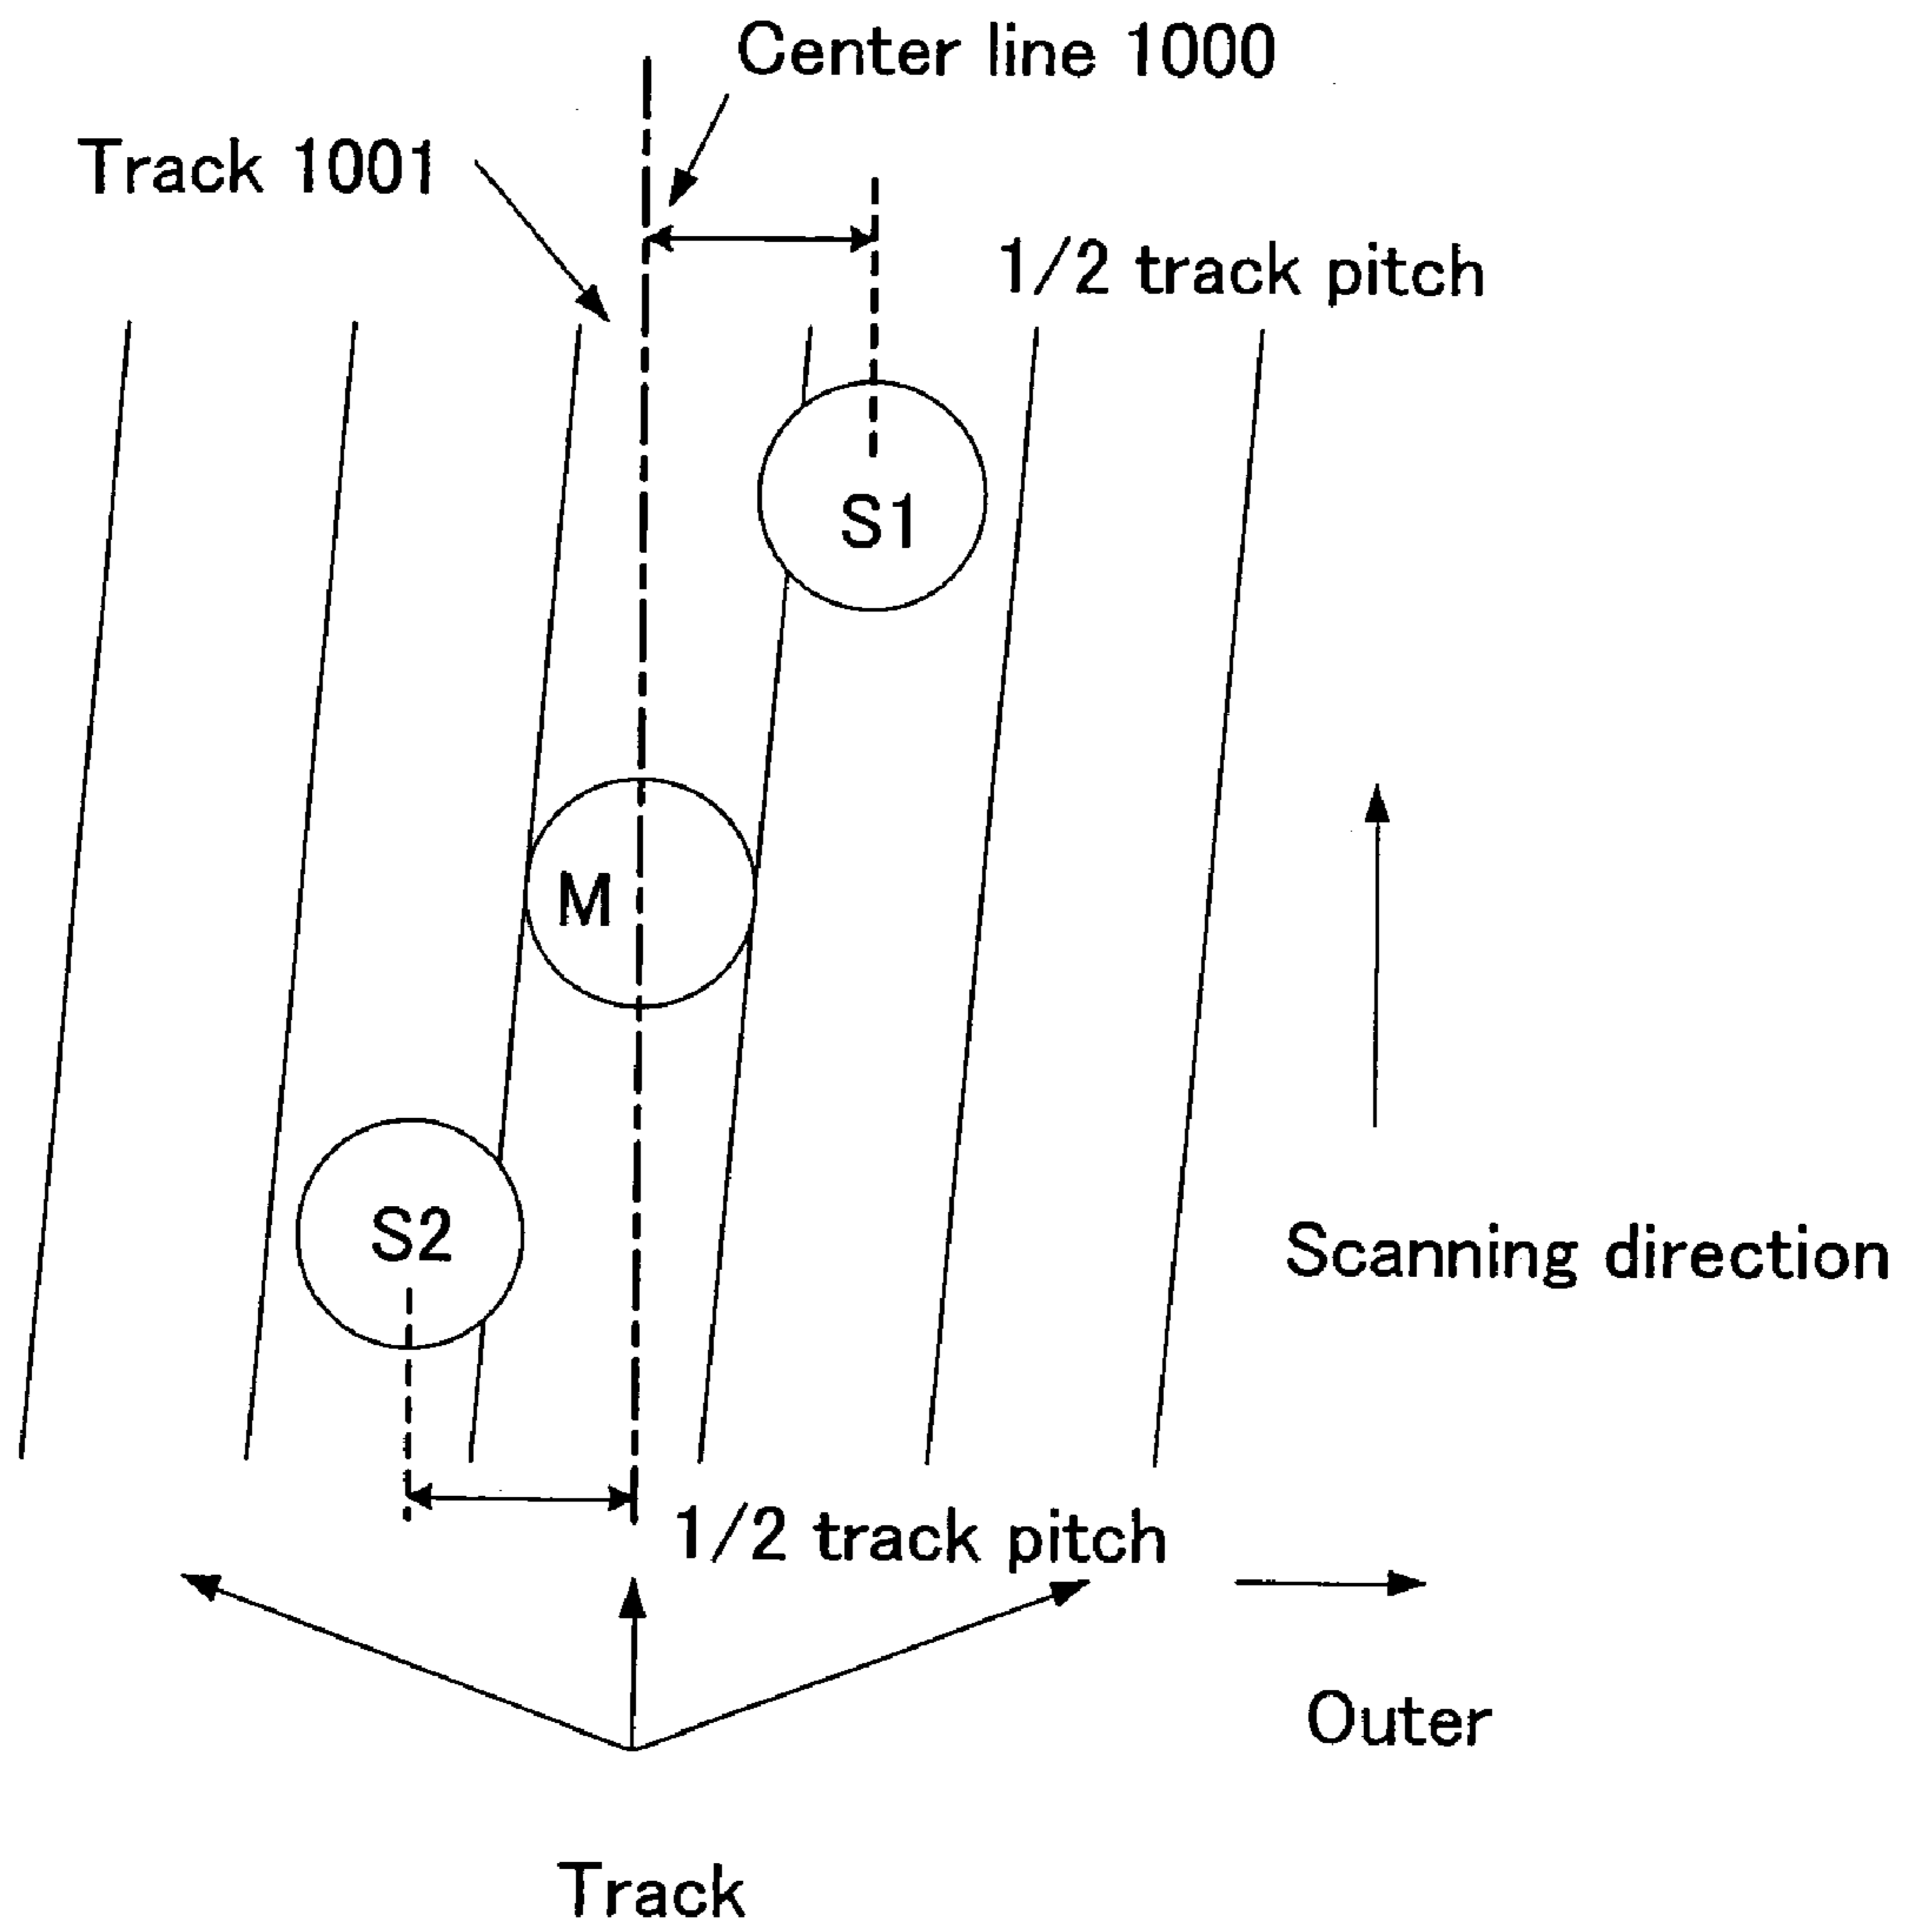 Center line 1000
Track 1001
1/2 track pitch
S1
M
S2
Scanning direction
1/2 track pitch
Outer
Track